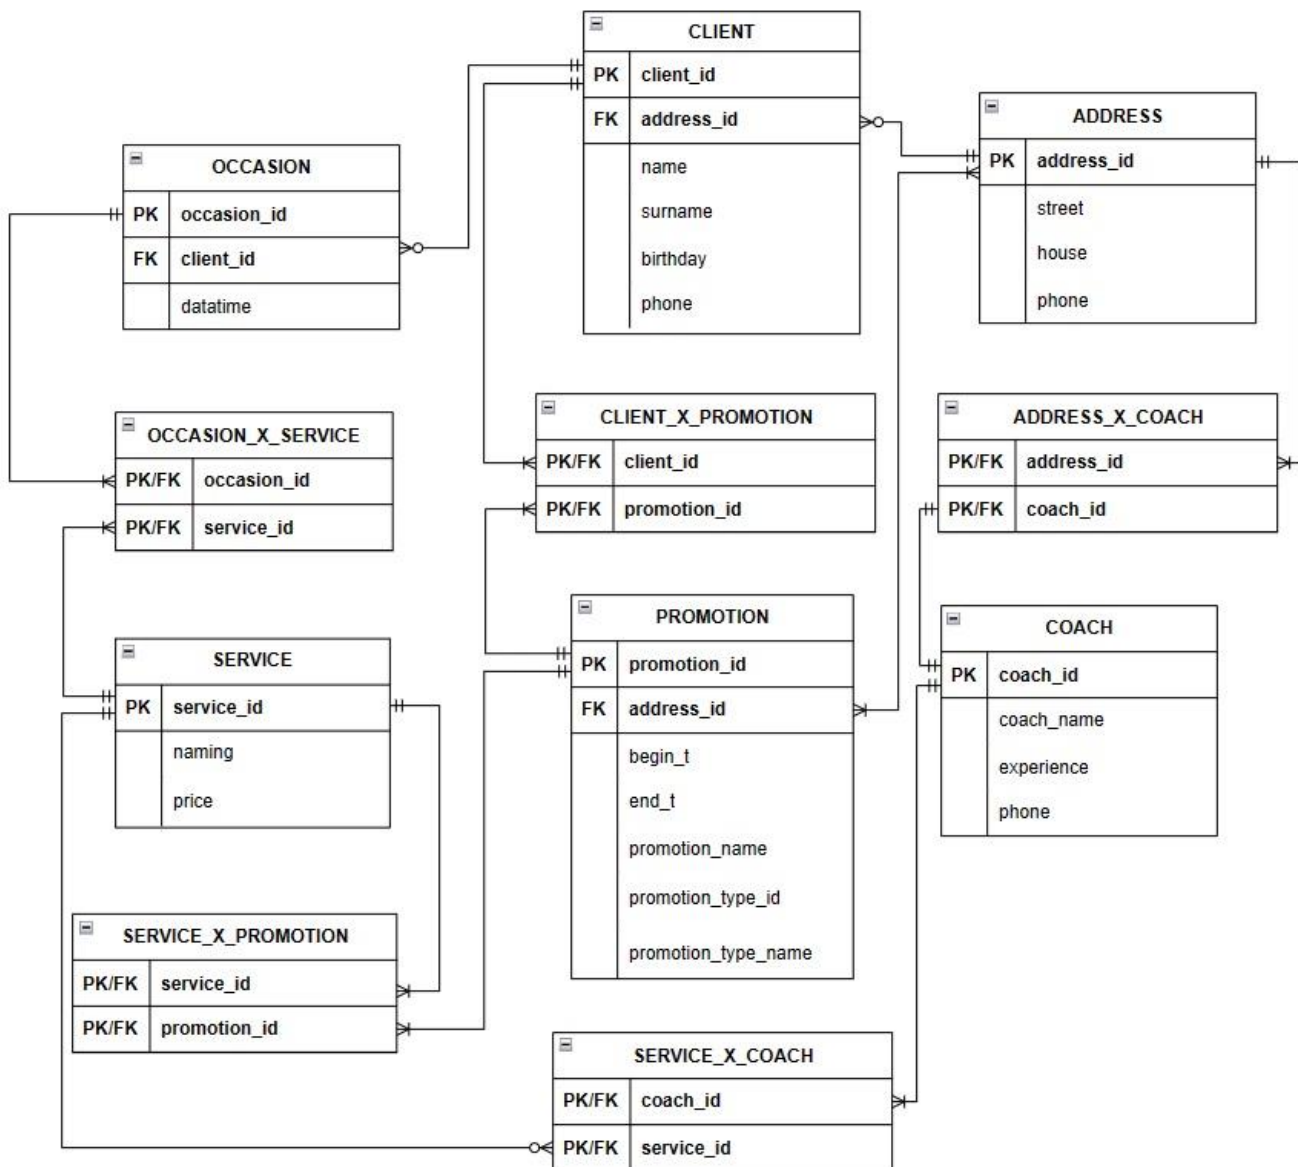 CLIENT
PK client_id
FK address_id
name
surname
birthday
phone
ADDRESS
PK address_id
street
house
phone
OCCASION
PK occasion_id
FK client_id
datatime
OCCASION_X_SERVICE
PK/FK occasion_id
PK/FK service_id
CLIENT_X_PROMOTION
PK/FK client_id
PK/FK promotion_id
ADDRESS_X_COACH
PK/FK address_id
PK/FK coach_id
SERVICE
PK service_id
naming
price
PROMOTION
PK promotion_id
FK address_id
begin_t
end_t
promotion_name
promotion_type_id
promotion_type_name
COACH
PK coach_id
coach_name
experience
phone
SERVICE_X_PROMOTION
PK/FK service_id
PK/FK promotion_id
SERVICE_X_COACH
PK/FK coach_id
PK/FK service_id